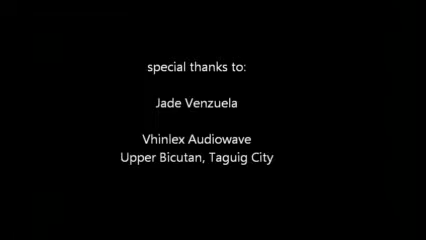 special thanks to:
Jade Venzuela
Vhinlex Audiowave
Upper Bicutan, Taguig City